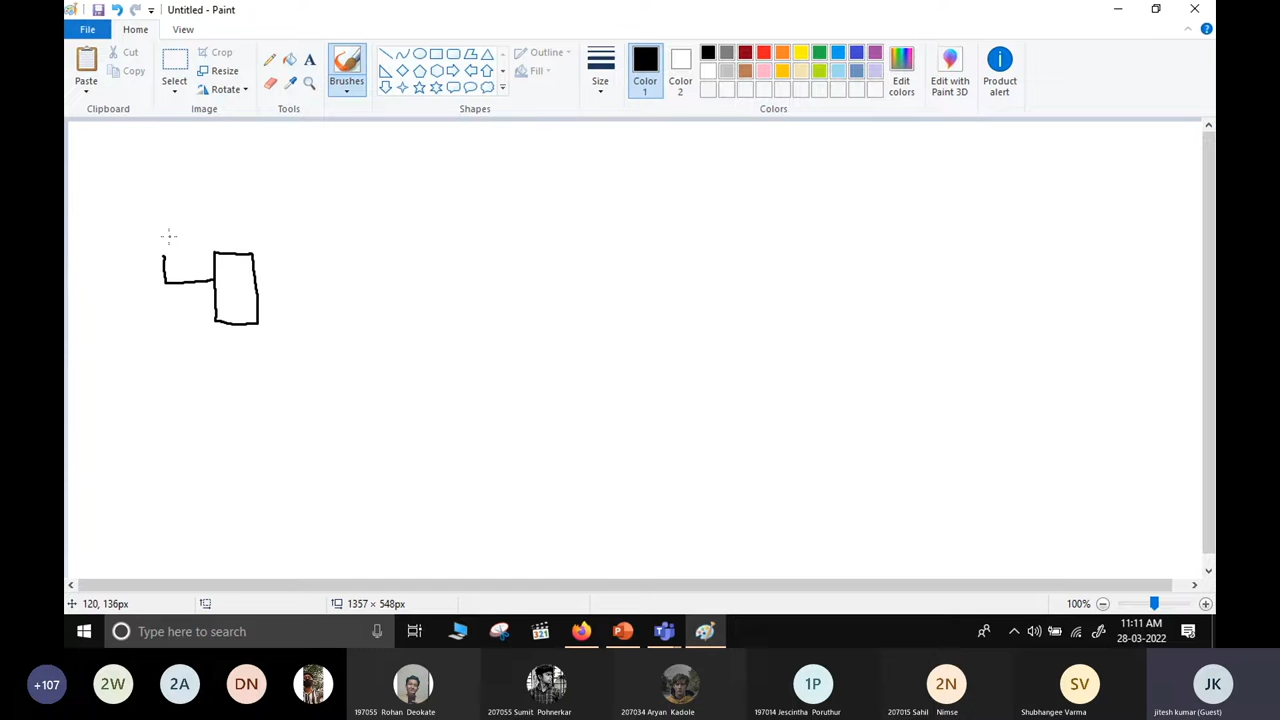 Untitled - Paint
File Home View
Paste
Cut
Copy
Clipboard
Select
Crop
Resize
Rotate
Image
A
Tools
Brushes
Outline
Fill
Shapes
Size
Color 1
Color 2
Edit colors
Colors
Edit with Paint 3D
Product alert
120, 136px
1357 × 548px
100%
Type here to search
321
11:11 AM
28-03-2022
+107 2W 2A DN 1P 2N SV JK
197055 Rohan Deokate
207055 Sumit Pohnerkar
207034 Aryan Kadole
197014 Jescintha Poruthur
207015 Sahil Nimse
Shubhangee Varma
jitesh kumar (Guest)